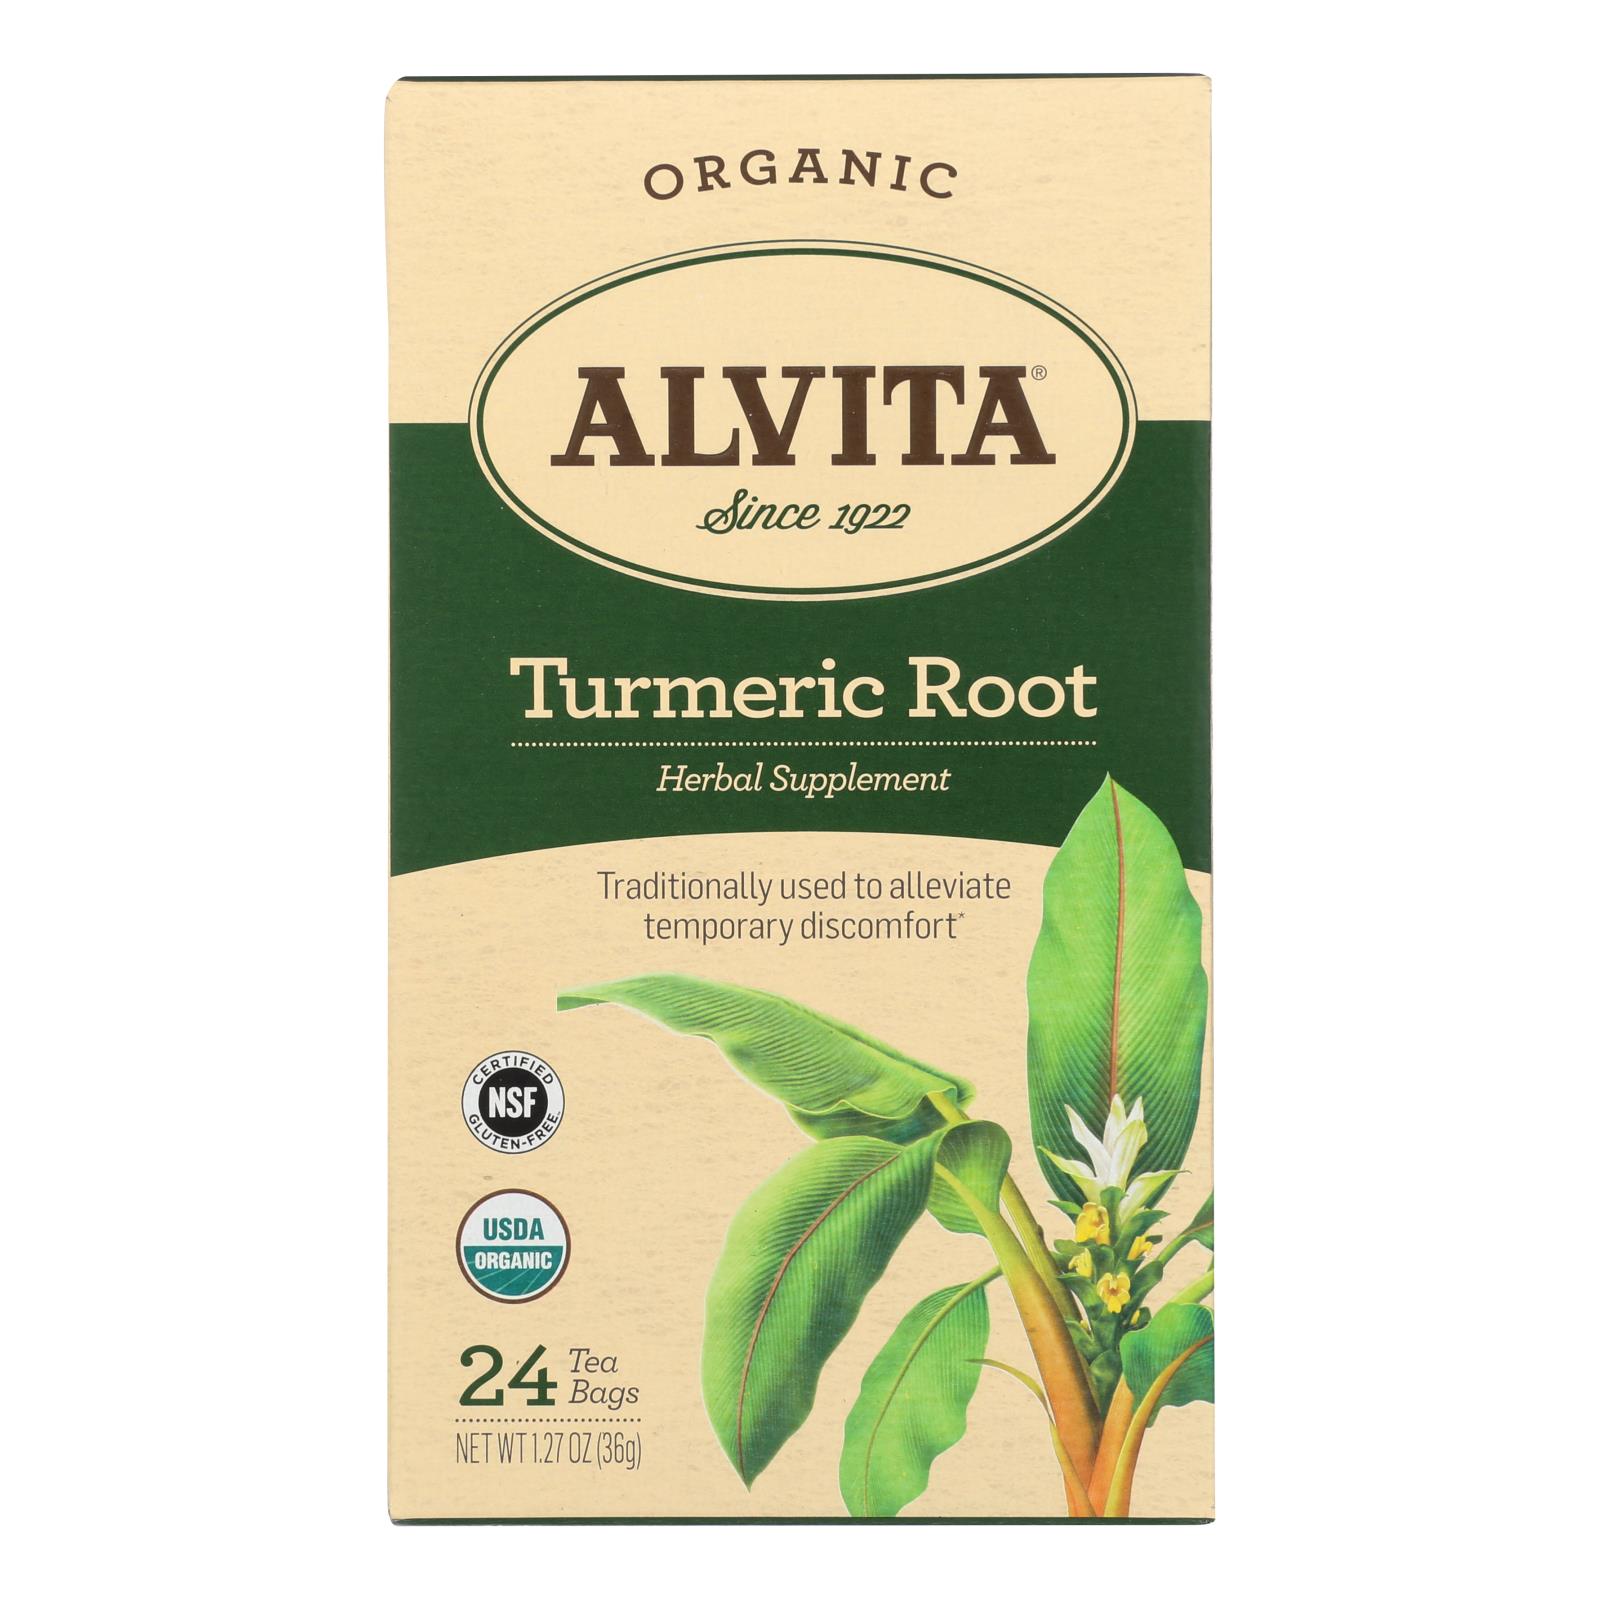 ORGANIC
ALVITA®
Since 1922
Turmeric Root
Herbal Supplement
Traditionally used to alleviate
temporary discomfort*
CERTIFIED
NSF
GLUTEN-FREE™
USDA
ORGANIC
24 Tea
Bags
NET WT 1.27 OZ (36g)